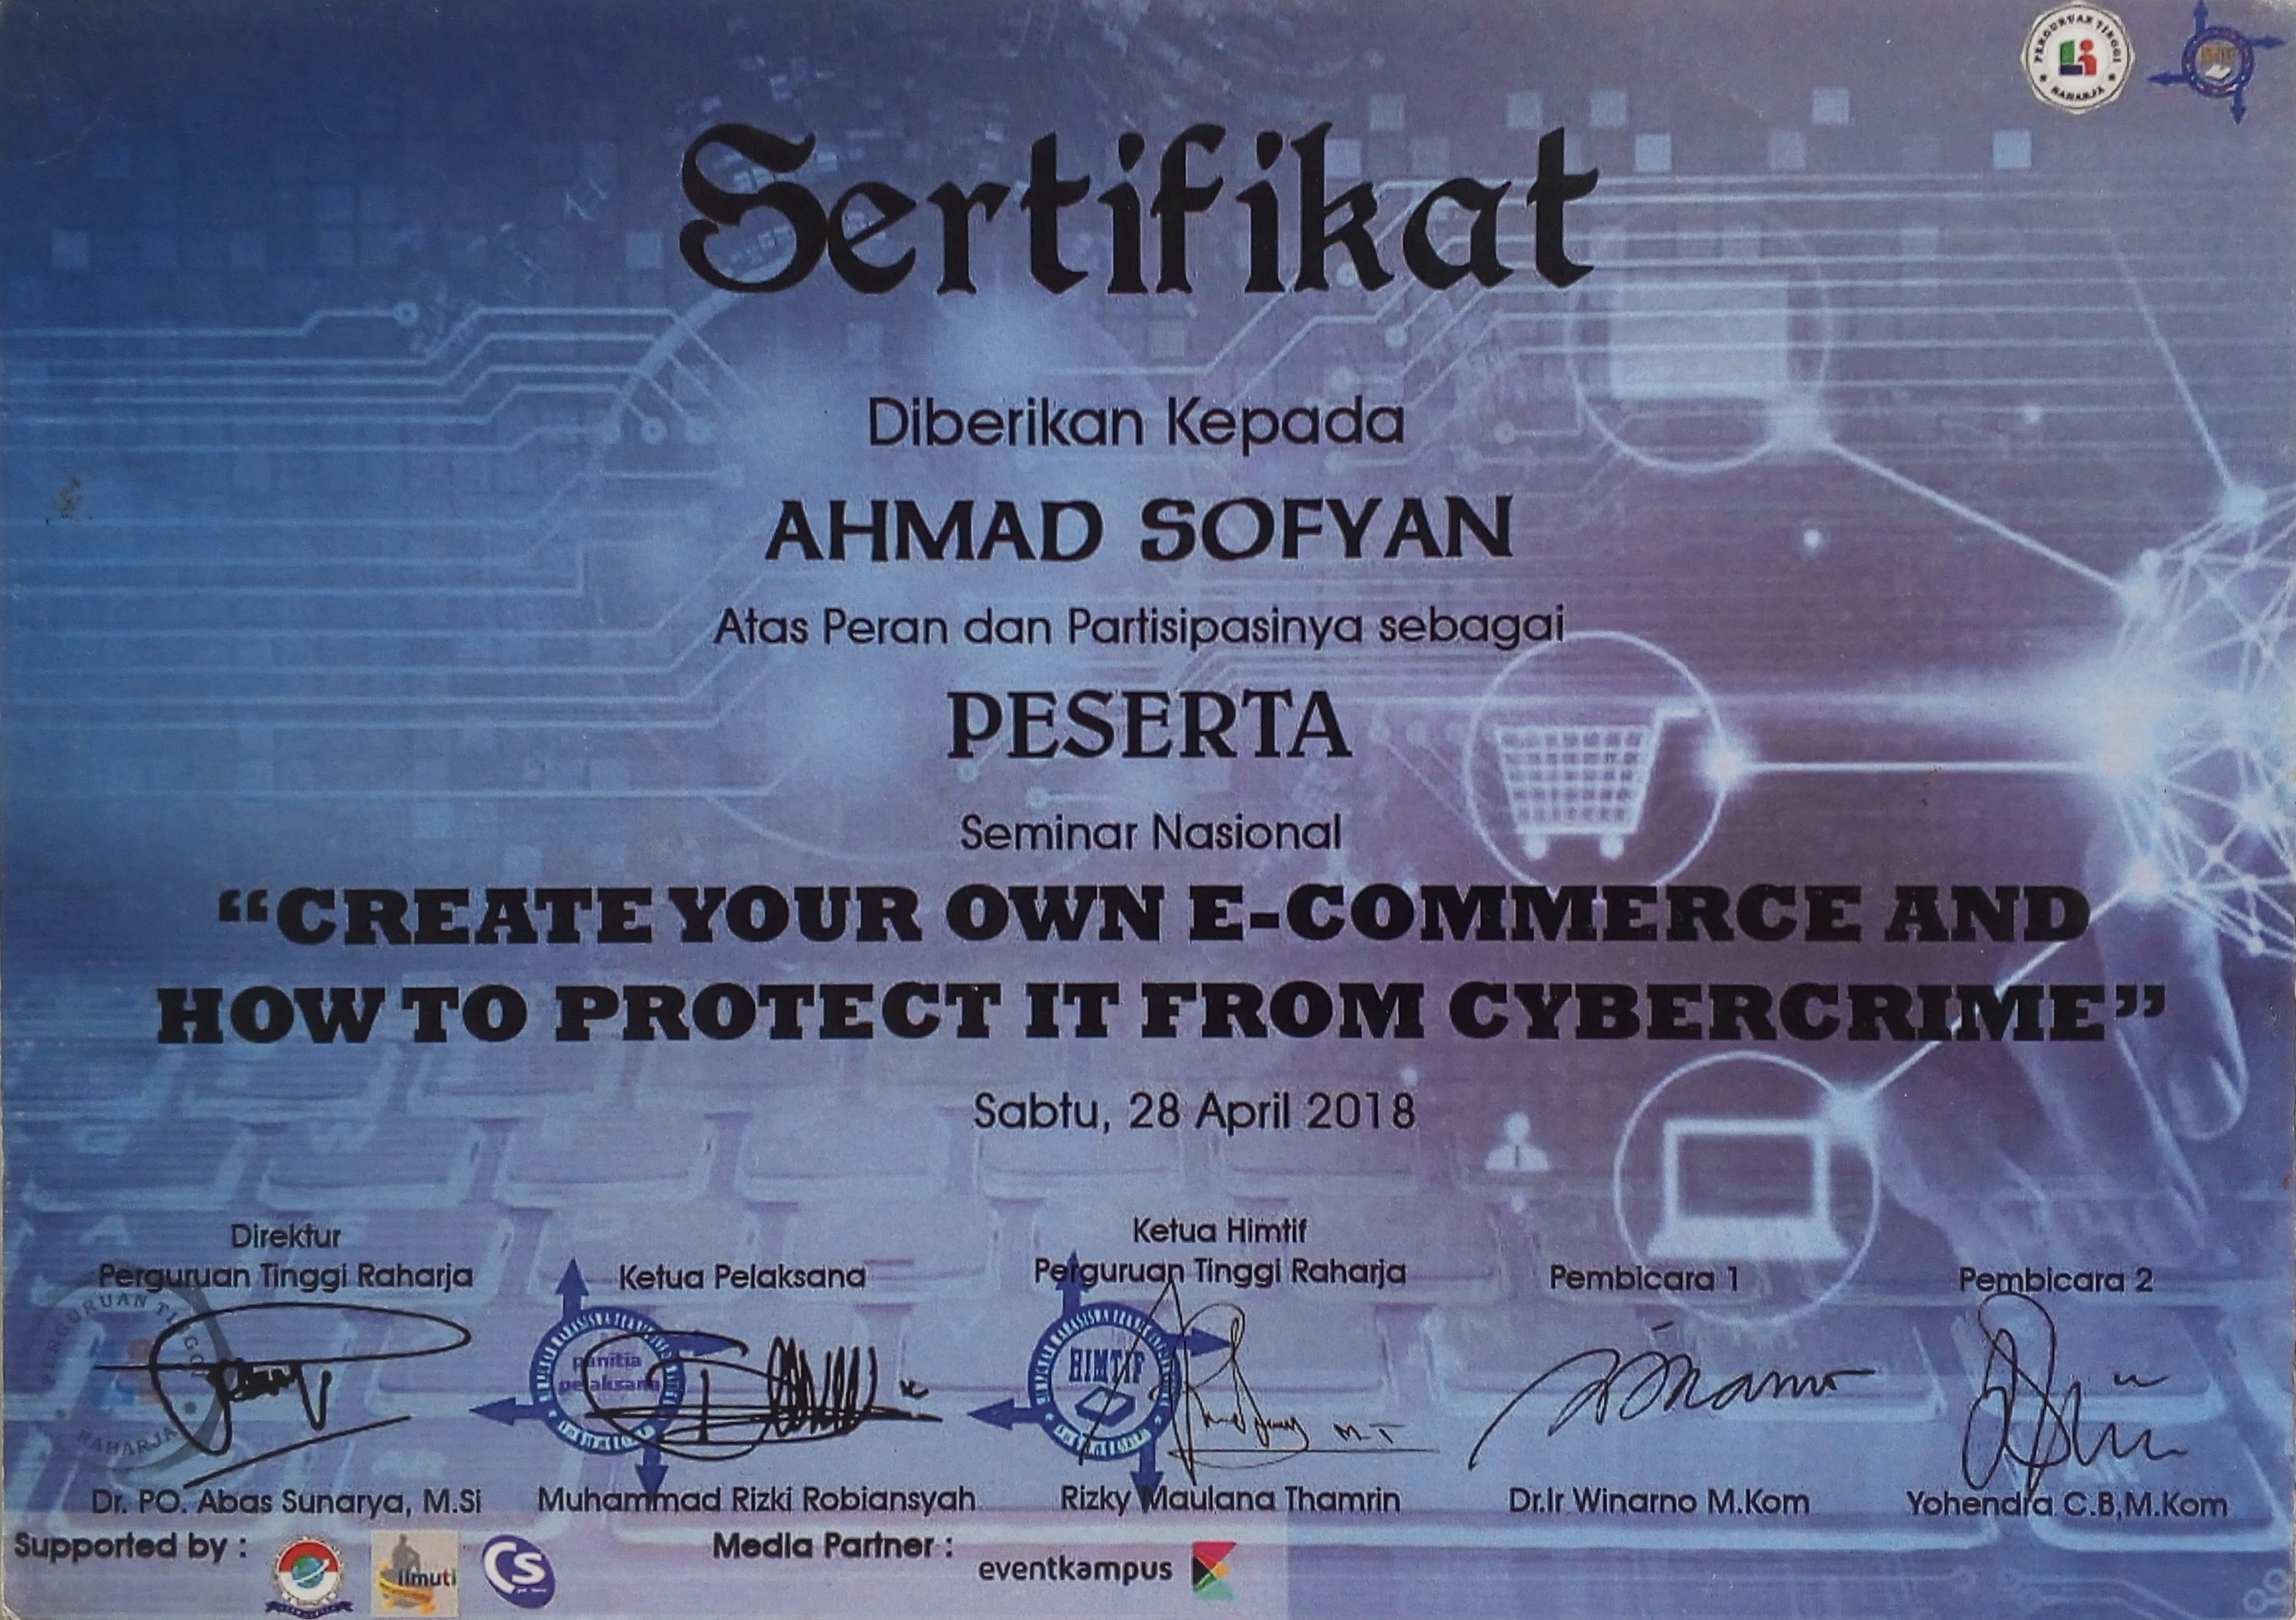 PERGURUAN TINGGI
RAHARJA
Sertifikat
Diberikan Kepada
AHMAD SOFYAN
Atas Peran dan Partisipasinya sebagai
PESERTA
Seminar Nasional
“CREATE YOUR OWN E-COMMERCE AND
HOW TO PROTECT IT FROM CYBERCRIME”
Sabtu, 28 April 2018
Direktur
Perguruan Tinggi Raharja
Ketua Pelaksana
Ketua Himtif
Perguruan Tinggi Raharja
Pembicara 1
Pembicara 2
PERGURUAN TINGGI
RAHARJA
panitia
pelaksana
HIMTIF
M.T
Dr. PO. Abas Sunarya, M.Si
Muhammad Rizki Robiansyah
Rizky Maulana Thamrin
Dr.Ir Winarno M.Kom
Yohendra C.B,M.Kom
Supported by :
ilmuti
CS
Media Partner :
eventkampus